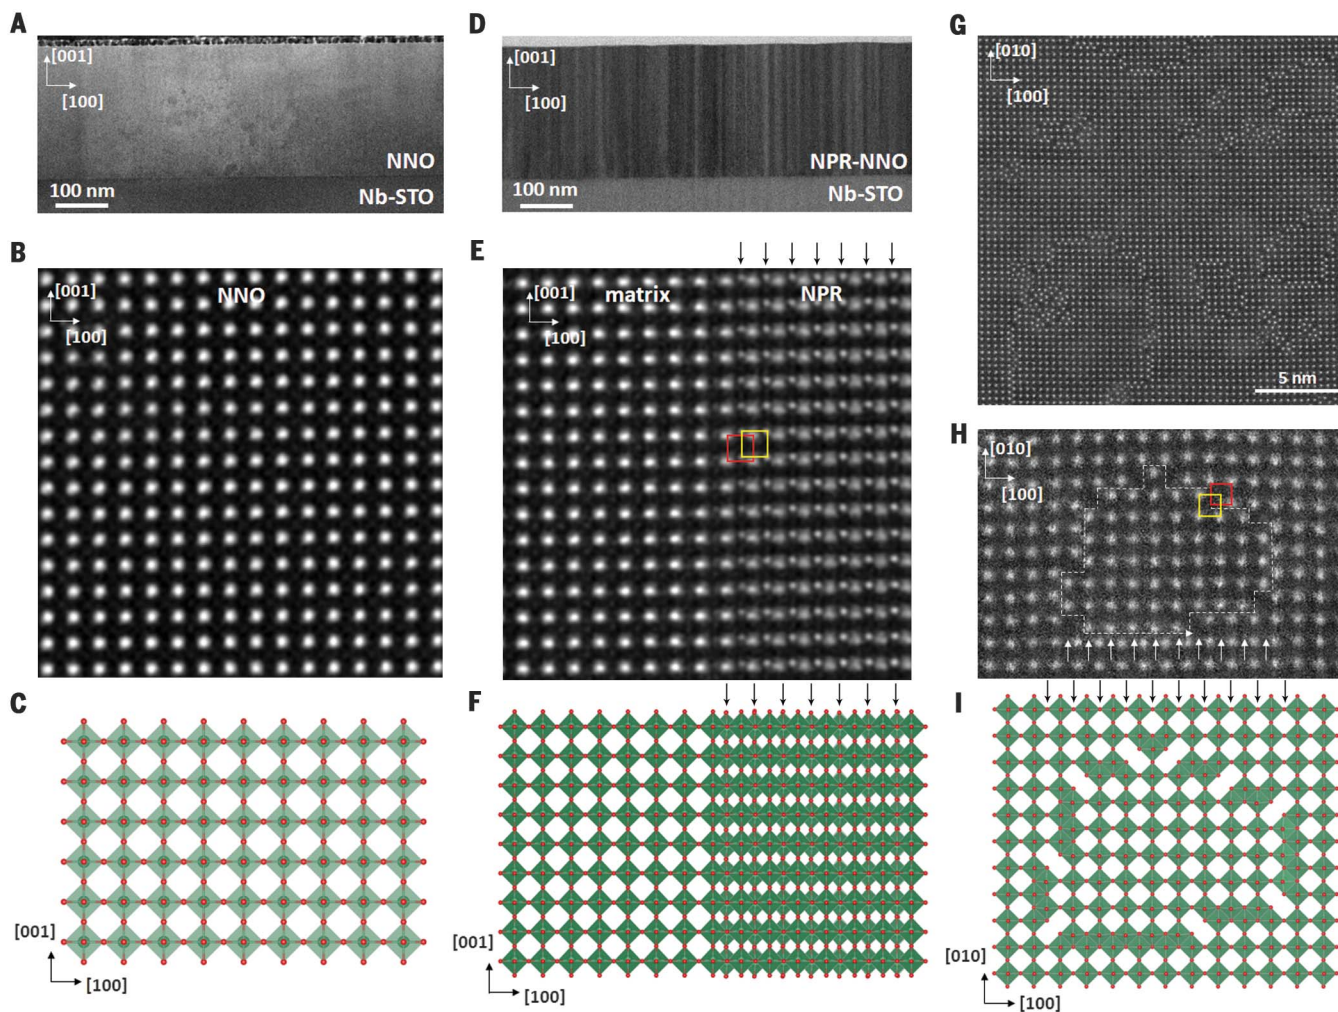 A
[001]
[100]
NNO
Nb-STO
100 nm
B
[001]
NNO
[100]
C
[001]
[100]
D
[001]
[100]
NPR-NNO
Nb-STO
100 nm
E
[001]
matrix
NPR
[100]
F
[001]
[100]
G
[010]
[100]
5 nm
H
[010]
[100]
I
[010]
[100]